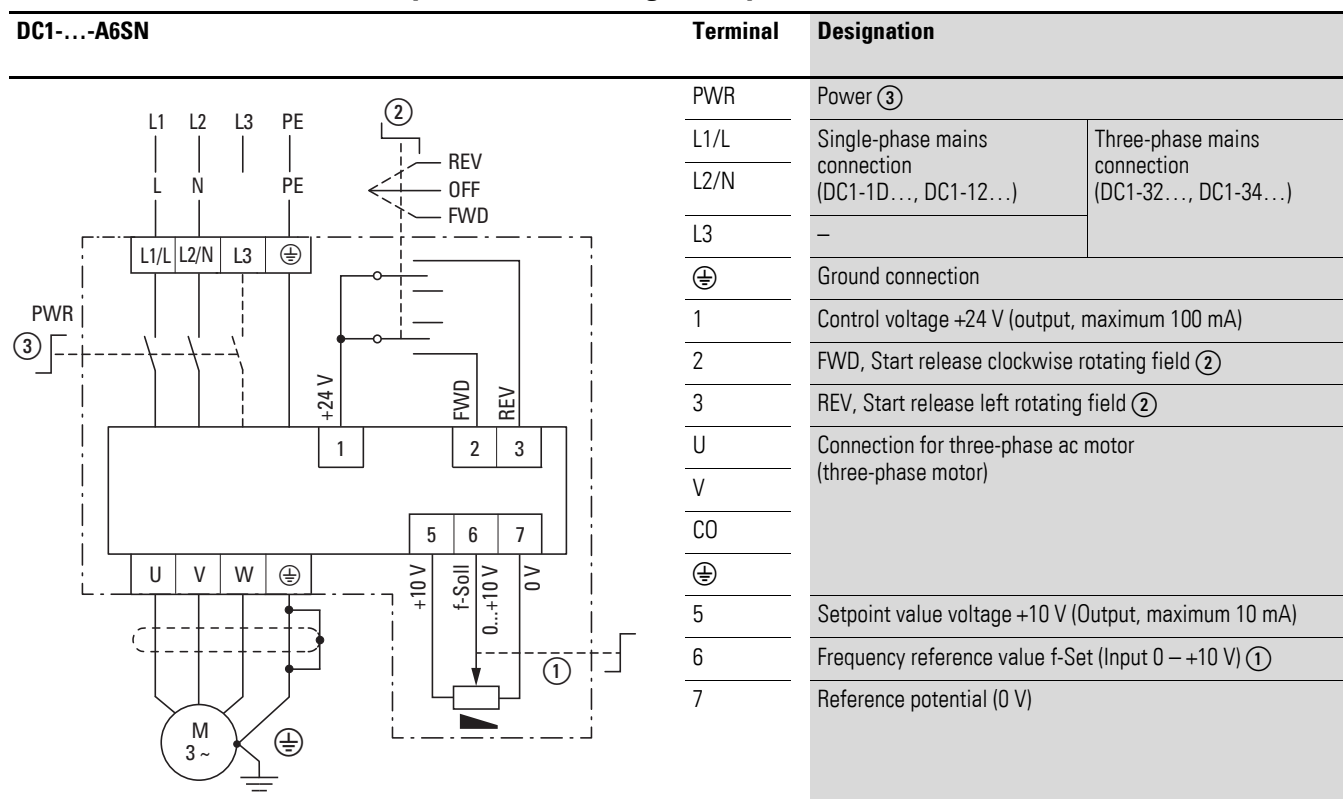 DC1-...-A6SN
Terminal Designation
L1 L2 L3 PE
L N PE
②
REV
OFF
FWD
L1/L L2/N L3
PWR
③
+24 V
FWD
REV
1 2 3
5 6 7
U V W
+10 V
f-Soll
0...+10 V
0 V
①
M
3 ~
PWR Power ③
L1/L
L2/N
Single-phase mains
connection
(DC1-1D..., DC1-12...)
Three-phase mains
connection
(DC1-32..., DC1-34...)
L3 –
Ground connection
1 Control voltage +24 V (output, maximum 100 mA)
2 FWD, Start release clockwise rotating field ②
3 REV, Start release left rotating field ②
U Connection for three-phase ac motor
(three-phase motor)
V
CO
5 Setpoint value voltage +10 V (Output, maximum 10 mA)
6 Frequency reference value f-Set (Input 0 – +10 V) ①
7 Reference potential (0 V)